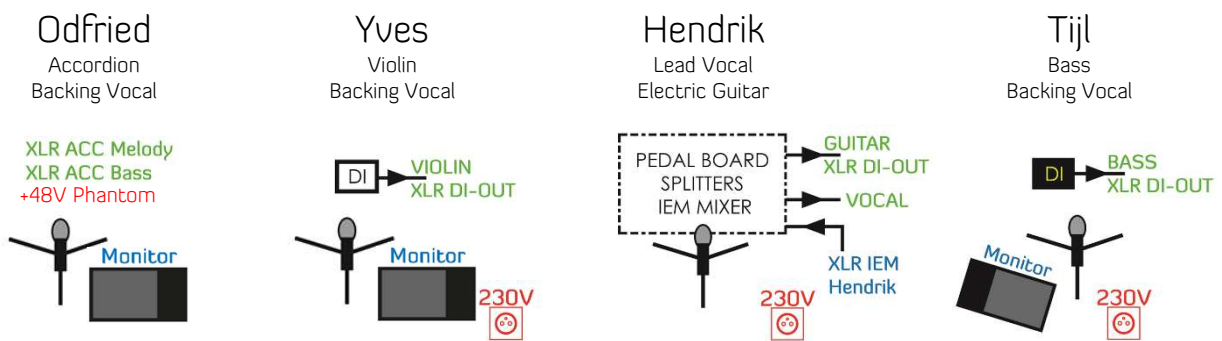 Odfried
Accordion
Backing Vocal
XLR ACC Melody
XLR ACC Bass
+48V Phantom
Monitor
Yves
Violin
Backing Vocal
DI
VIOLIN
XLR DI-OUT
Monitor
230V
Hendrik
Lead Vocal
Electric Guitar
PEDAL BOARD
SPLITTERS
IEM MIXER
GUITAR
XLR DI-OUT
VOCAL
XLR IEM
Hendrik
230V
Tijl
Bass
Backing Vocal
DI
BASS
XLR DI-OUT
Monitor
230V